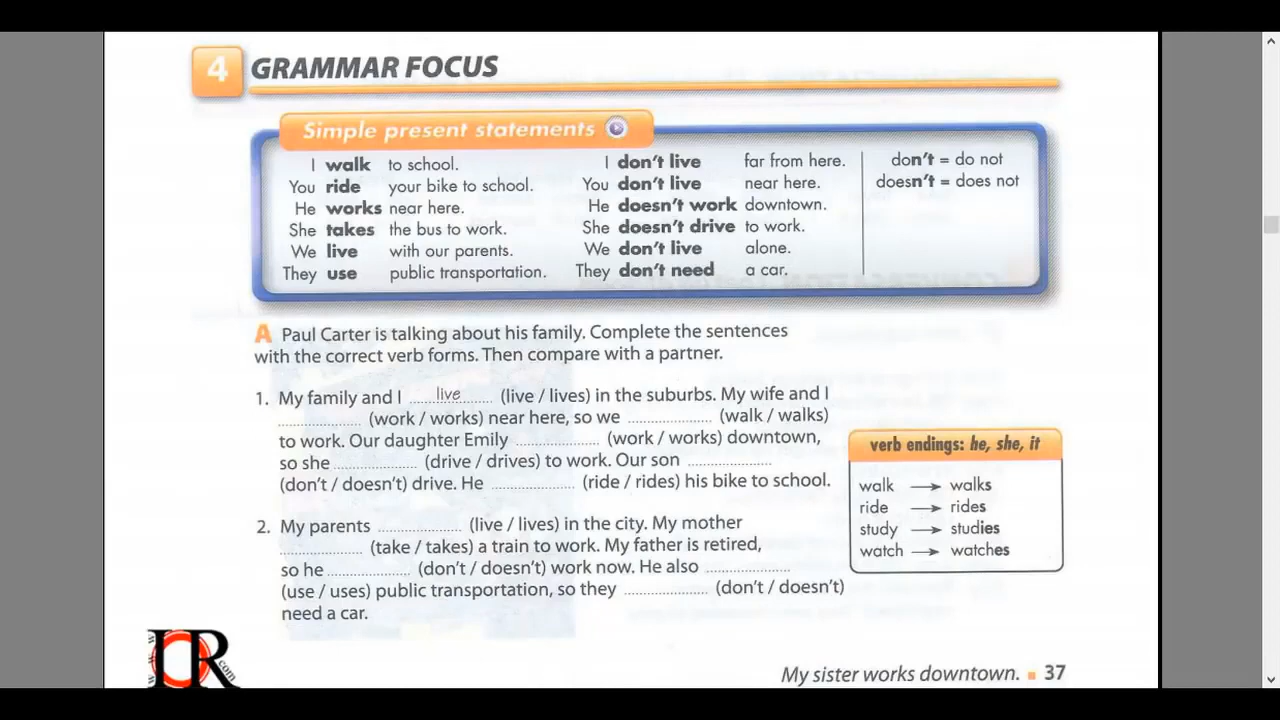 4 GRAMMAR FOCUS
Simple present statements
I walk to school.
You ride your bike to school.
He works near here.
She takes the bus to work.
We live with our parents.
They use public transportation.
I don't live far from here.
You don't live near here.
He doesn't work downtown.
She doesn't drive to work.
We don't live alone.
They don't need a car.
don't = do not
doesn't = does not
A Paul Carter is talking about his family. Complete the sentences
with the correct verb forms. Then compare with a partner.
1. My family and I ....live.... (live / lives) in the suburbs. My wife and I
.................... (work / works) near here, so we .................... (walk / walks)
to work. Our daughter Emily .................... (work / works) downtown,
so she .................... (drive / drives) to work. Our son ....................
(don't / doesn't) drive. He .................... (ride / rides) his bike to school.
2. My parents .................... (live / lives) in the city. My mother
.................... (take / takes) a train to work. My father is retired,
so he .................... (don't / doesn't) work now. He also ....................
(use / uses) public transportation, so they .................... (don't / doesn't)
need a car.
verb endings: he, she, it
walk → walks
ride → rides
study → studies
watch → watches
IR
.com
My sister works downtown. ▪ 37